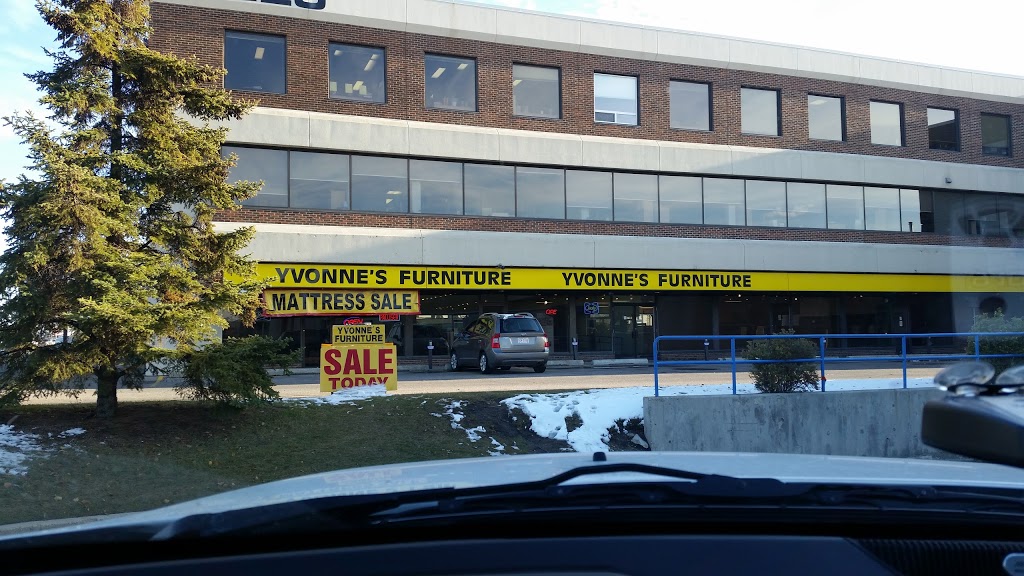 YVONNE'S FURNITURE YVONNE'S FURNITURE
MATTRESS SALE
YVONNE'S
FURNITURE
SALE
TODAY